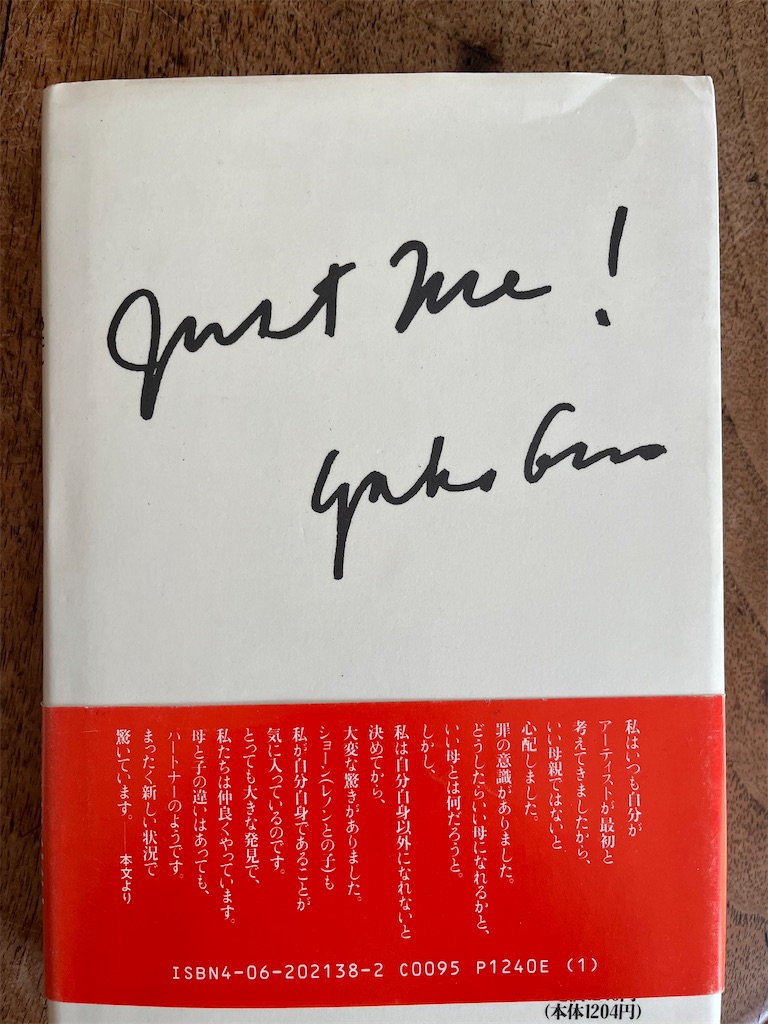 Just Me!
Yoko Ono
私はいつも自分が
アーティストが最初と
考えてきましたから、
いい母親ではないと
心配しました。
罪の意識がありました。
どうしたらいい母になれるかと、
いい母とは何だろうと。
しかし、
私は自分自身以外になれないと
決めてから、
大変な驚きがありました。
ショーン(レノンとの子)も
私が自分自身であることが
気に入っているのです。
とっても大きな発見で、
私たちは仲良くやっています。
母と子の違いはあっても、
パートナーのようです。
まったく新しい状況で
驚いています。——本文より
ISBN4-06-202138-2 C0095 P1240E (1)
(本体1204円)